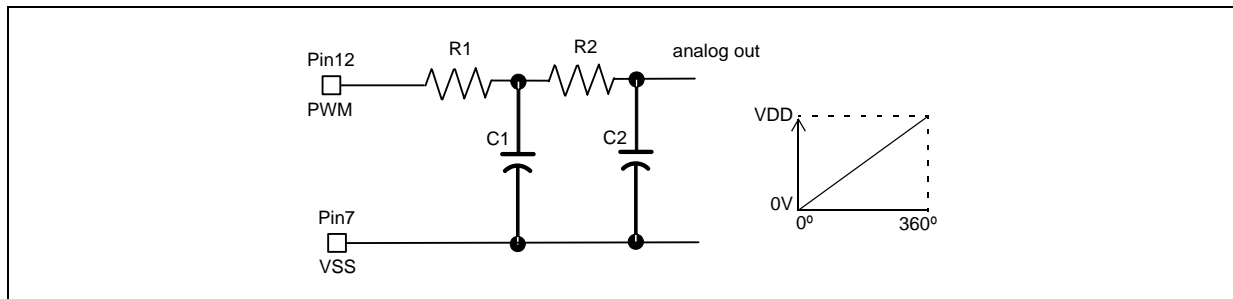 R1
R2
analog out
Pin12
PWM
C1
C2
VDD
0V
0º
360º
Pin7
VSS